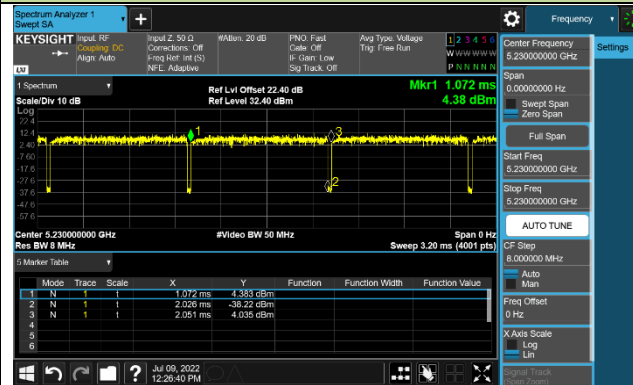 Spectrum Analyzer 1
Swept SA
Frequency
KEYSIGHT
Input: RF
Coupling: DC
Align: Auto
Input Z: 50 Ω
Corrections: Off
Freq Ref: Int (S)
NFE: Adaptive
#Atten: 20 dB
PNO: Fast
Gate: Off
IF Gain: Low
Sig Track: Off
Avg Type: Voltage
Trig: Free Run
1 2 3 4 5 6
W W W W W W
P N N N N N
LXI
1 Spectrum
Scale/Div 10 dB
Ref Lvl Offset 22.40 dB
Ref Level 32.40 dBm
Mkr1 1.072 ms
4.38 dBm
Log
22.4
12.4
2.40
-7.60
-17.6
-27.6
-37.6
-47.6
-57.6
1
3
2
Center 5.230000000 GHz
#Video BW 50 MHz
Span 0 Hz
Res BW 8 MHz
Sweep 3.20 ms (4001 pts)
5 Marker Table
Mode Trace Scale X Y Function Function Width Function Value
1 N 1 t 1.072 ms 4.383 dBm
2 N 1 t 2.026 ms -38.22 dBm
3 N 1 t 2.051 ms 4.035 dBm
4
5
6
?
Jul 09, 2022
12:26:40 PM
Center Frequency
5.230000000 GHz
Settings
Span
0.00000000 Hz
Swept Span
Zero Span
Full Span
Start Freq
5.230000000 GHz
Stop Freq
5.230000000 GHz
AUTO TUNE
CF Step
8.000000 MHz
Auto
Man
Freq Offset
0 Hz
X Axis Scale
Log
Lin
Signal Track
(Span Zoom)